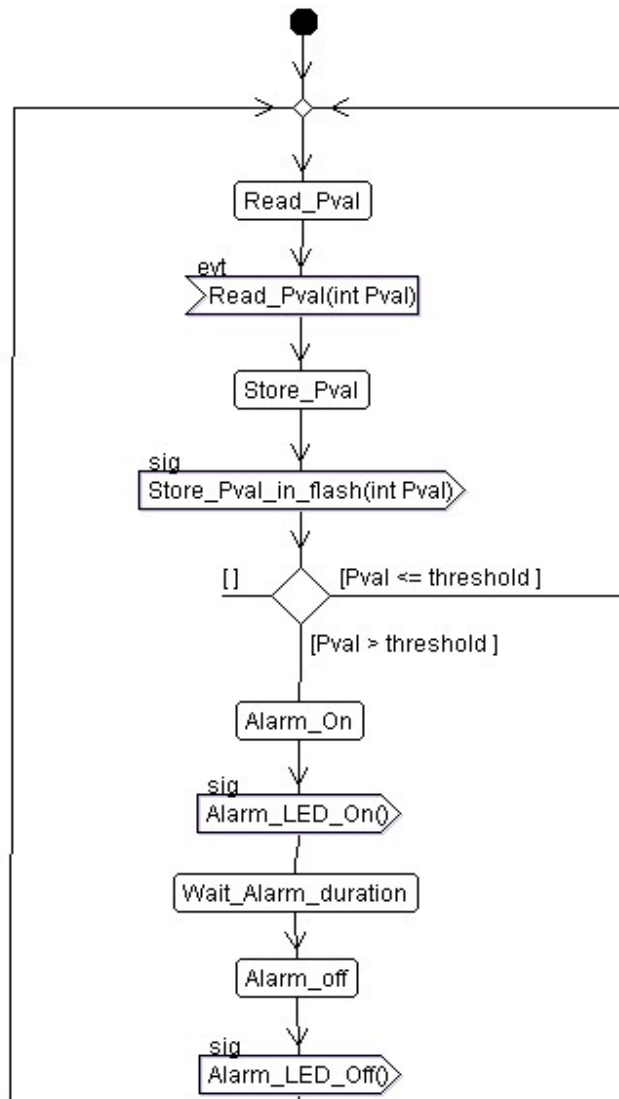 Read_Pval
evt
Read_Pval(int Pval)
Store_Pval
sig
Store_Pval_in_flash(int Pval)
[ ]
[Pval <= threshold ]
[Pval > threshold ]
Alarm_On
sig
Alarm_LED_On()
Wait_Alarm_duration
Alarm_off
sig
Alarm_LED_Off()